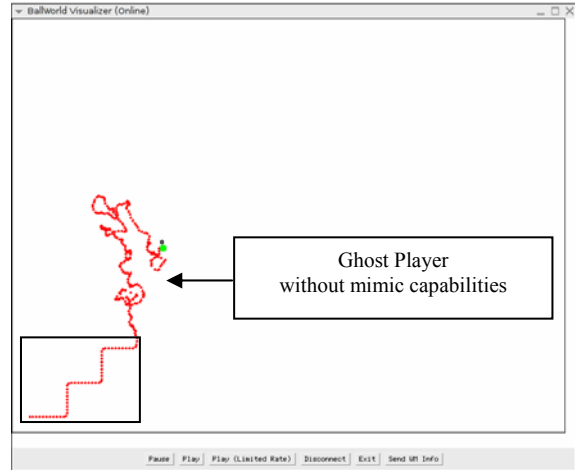 BallWorld Visualizer (Online)
Ghost Player
without mimic capabilities
Pause Play Play (Limited Rate) Disconnect Exit Send WM Info